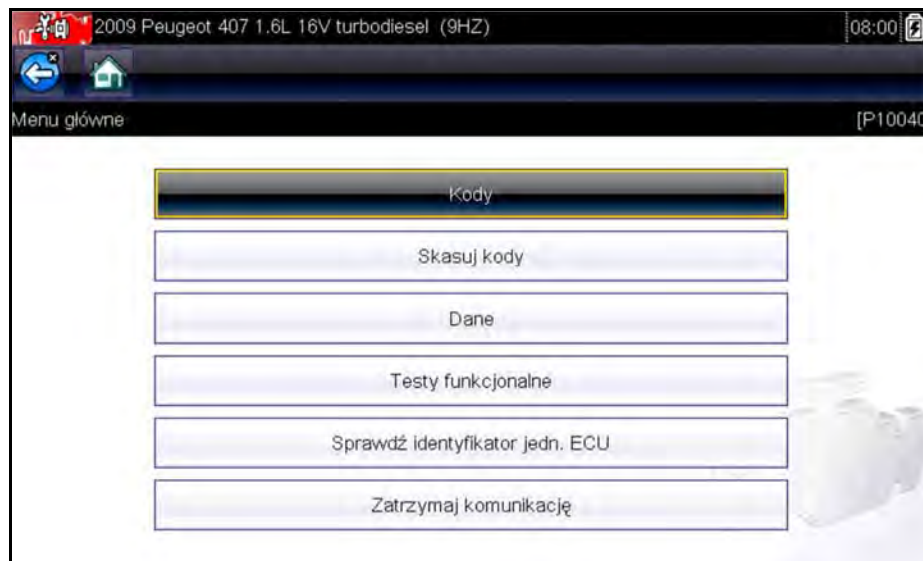 2009 Peugeot 407 1.6L 16V turbodiesel (9HZ) 08:00
Menu główne [P10040
Kody
Skasuj kody
Dane
Testy funkcjonalne
Sprawdź identyfikator jedn. ECU
Zatrzymaj komunikację